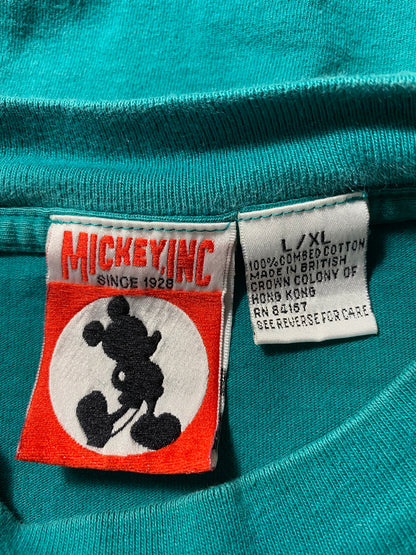 MICKEY, INC
SINCE 1928
L/XL
100% COMBED COTTON
MADE IN BRITISH
CROWN COLONY OF
HONG KONG
RN 84167
SEE REVERSE FOR CARE